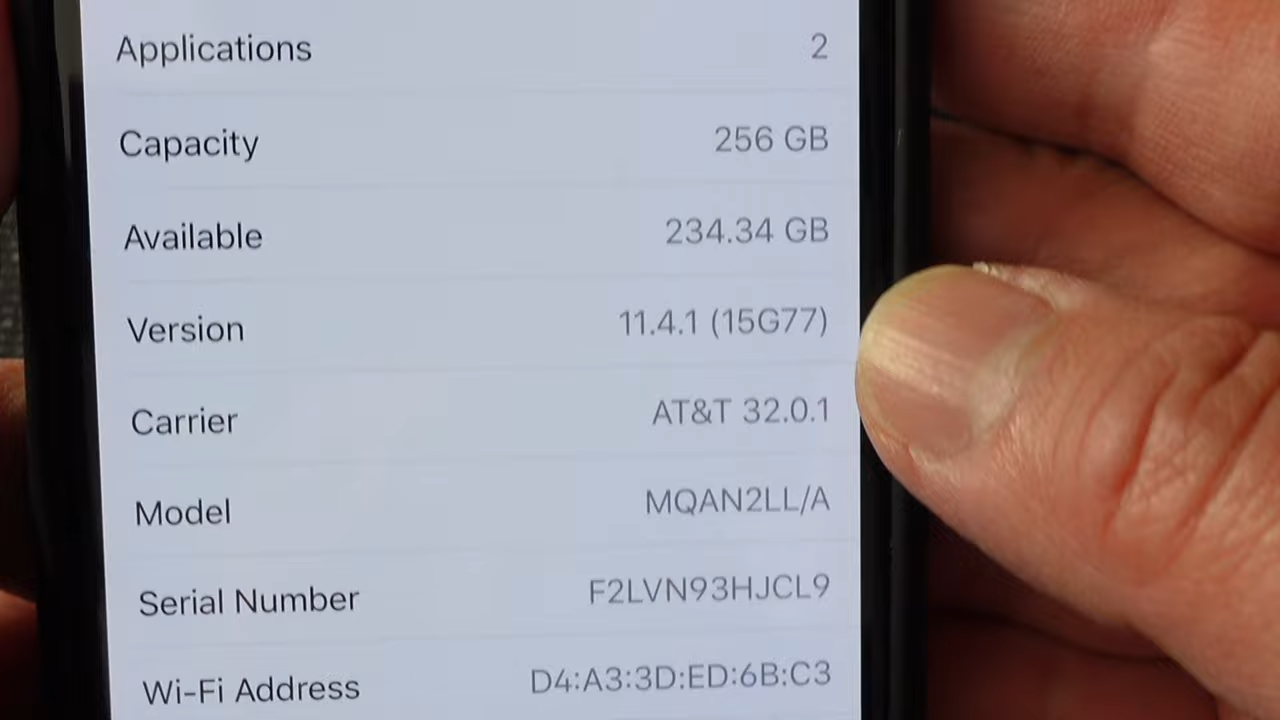 Applications 2
Capacity 256 GB
Available 234.34 GB
Version 11.4.1 (15G77)
Carrier AT&T 32.0.1
Model MQAN2LL/A
Serial Number F2LVN93HJCL9
Wi-Fi Address D4:A3:3D:ED:6B:C3